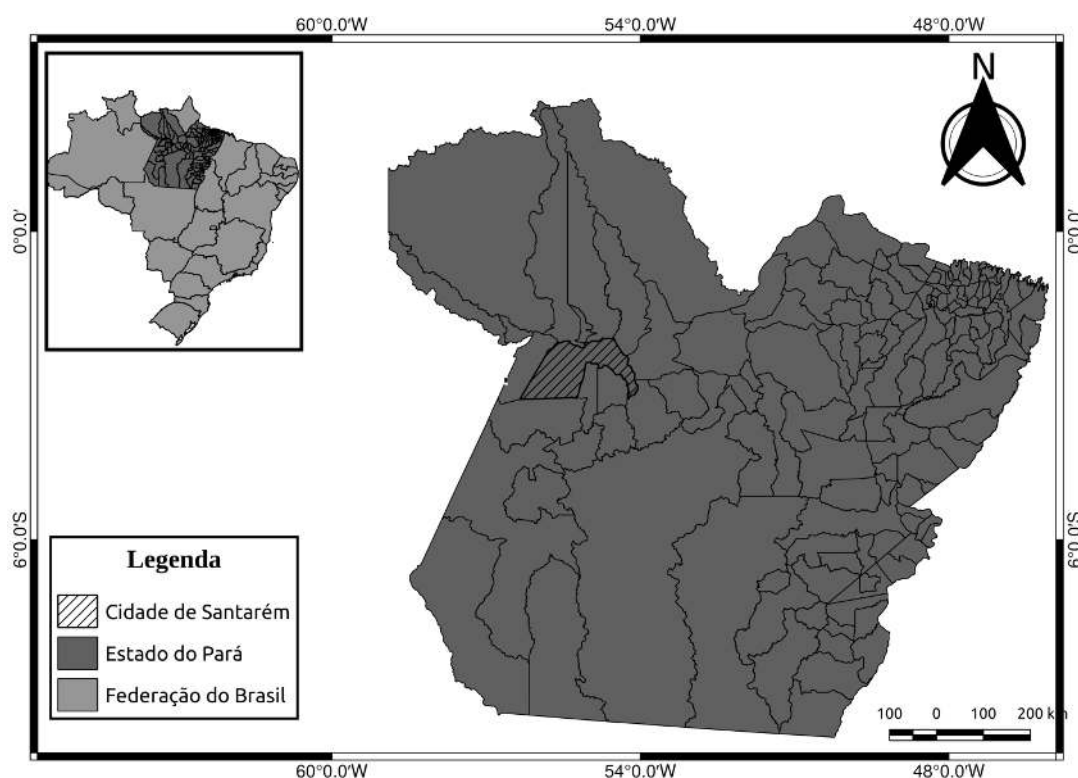 60°0.0'W 54°0.0'W 48°0.0'W
N
0°0.0' 0°0.0'
6°0.0'S 6°0.0'S
Legenda
Cidade de Santarém
Estado do Pará
Federação do Brasil
100 0 100 200 km
60°0.0'W 54°0.0'W 48°0.0'W